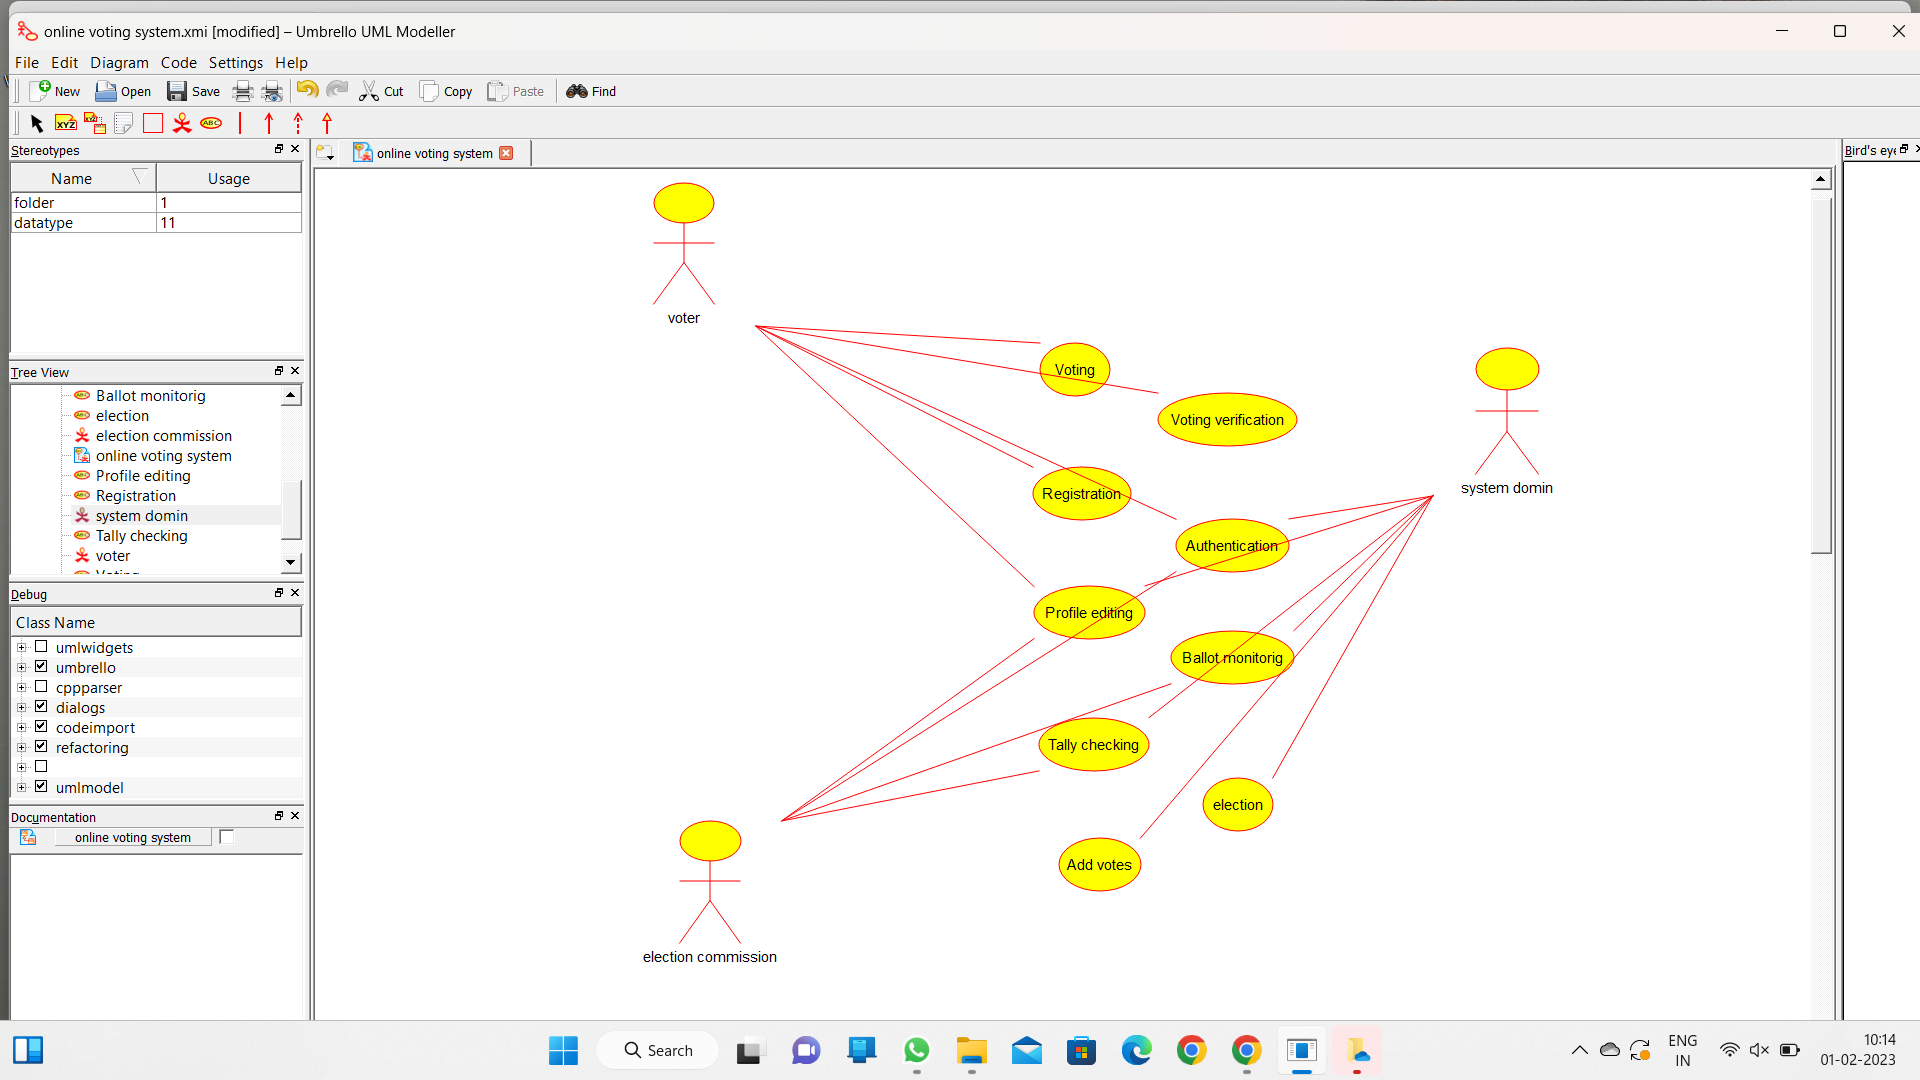 online voting system.xmi [modified] – Umbrello UML Modeller
File Edit Diagram Code Settings Help
New Open Save Cut Copy Paste Find
XYZ XYZ ABC
Stereotypes
Name Usage
folder 1
datatype 11
Tree View
Ballot monitorig
election
election commission
online voting system
Profile editing
Registration
system domin
Tally checking
voter
Debug
Class Name
umlwidgets
umbrello
cppparser
dialogs
codeimport
refactoring
umlmodel
Documentation
online voting system
online voting system
Bird's eye
voter
Voting
Voting verification
system domin
Registration
Authentication
Profile editing
Ballot monitorig
Tally checking
election
Add votes
election commission
Search
ENG
IN
10:14
01-02-2023